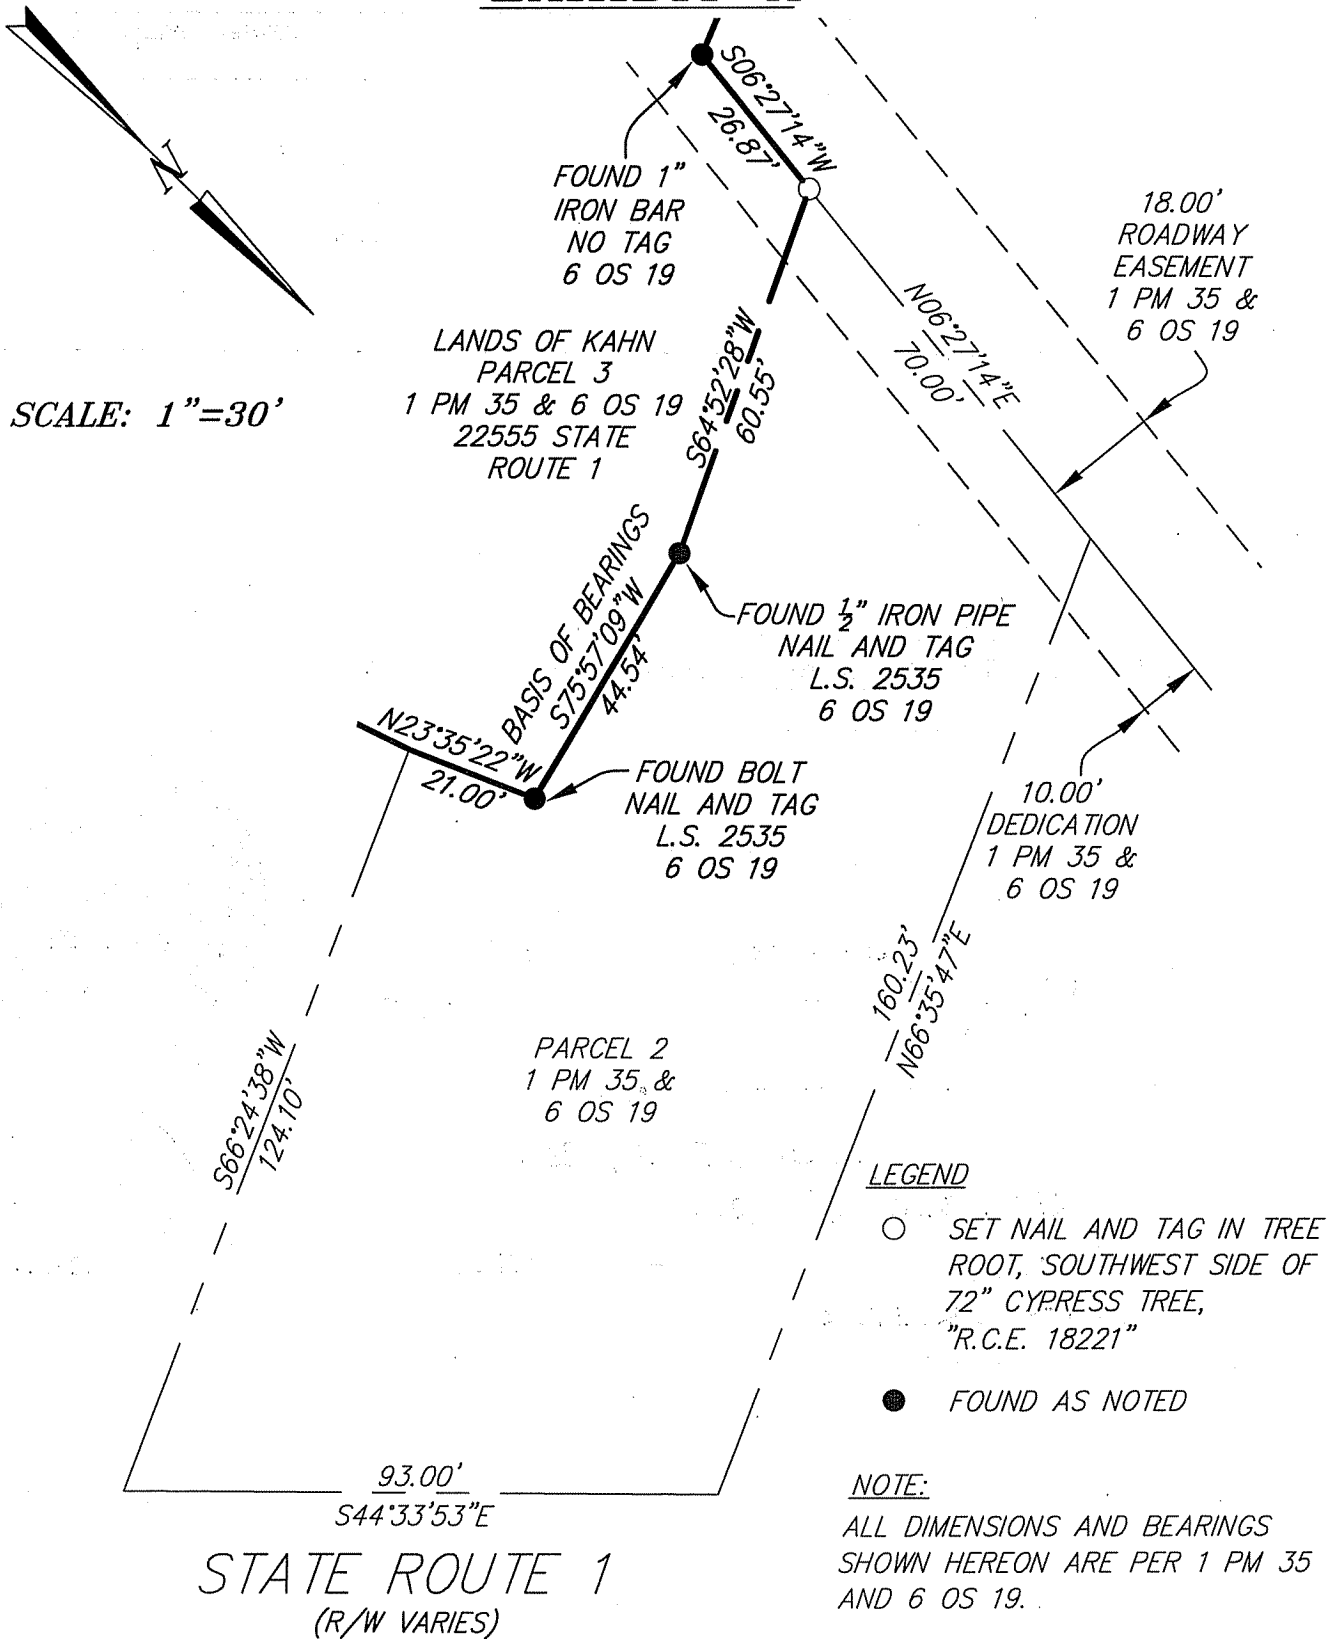 S06°27'14"W
26.87'
FOUND 1"
IRON BAR
NO TAG
6 OS 19
18.00'
ROADWAY
EASEMENT
1 PM 35 &
6 OS 19
N
N06°27'14"E
70.00'
LANDS OF KAHN
PARCEL 3
1 PM 35 & 6 OS 19
22555 STATE
ROUTE 1
SCALE: 1"=30'
S64°52'28"W
60.55'
BASIS OF BEARINGS
S75°57'09"W
44.54'
FOUND ½" IRON PIPE
NAIL AND TAG
L.S. 2535
6 OS 19
N23°35'22"W
21.00'
FOUND BOLT
NAIL AND TAG
L.S. 2535
6 OS 19
10.00'
DEDICATION
1 PM 35 &
6 OS 19
160.23'
N66°35'47"E
S66°24'38"W
124.10'
PARCEL 2
1 PM 35 &
6 OS 19
LEGEND
SET NAIL AND TAG IN TREE
ROOT, SOUTHWEST SIDE OF
72" CYPRESS TREE,
"R.C.E. 18221"
FOUND AS NOTED
93.00'
S44°33'53"E
STATE ROUTE 1
(R/W VARIES)
NOTE:
ALL DIMENSIONS AND BEARINGS
SHOWN HEREON ARE PER 1 PM 35
AND 6 OS 19.